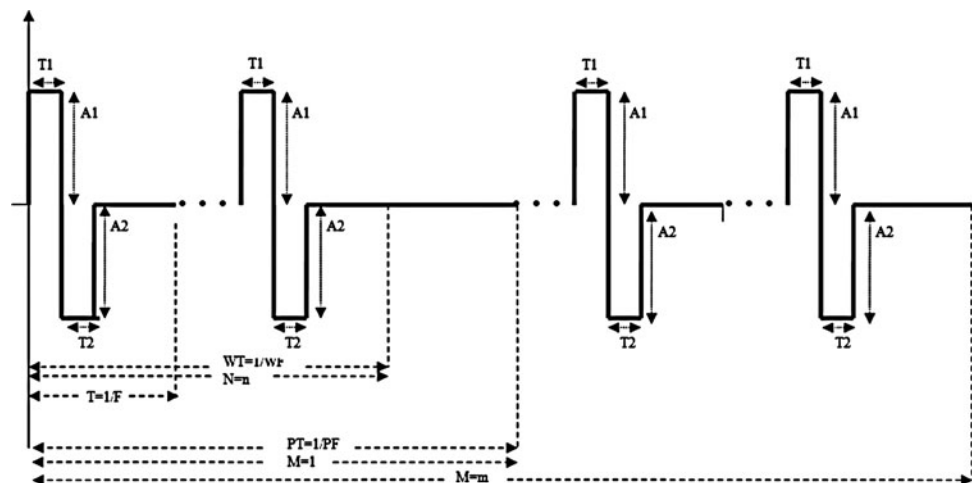 T1 T1 T1 T1
A1 A1 A1 A1
A2 A2 A2 A2
T2 T2 T2 T2
WT=1/WF
N=n
T=1/F
PT=1/PF
M=1
M=m